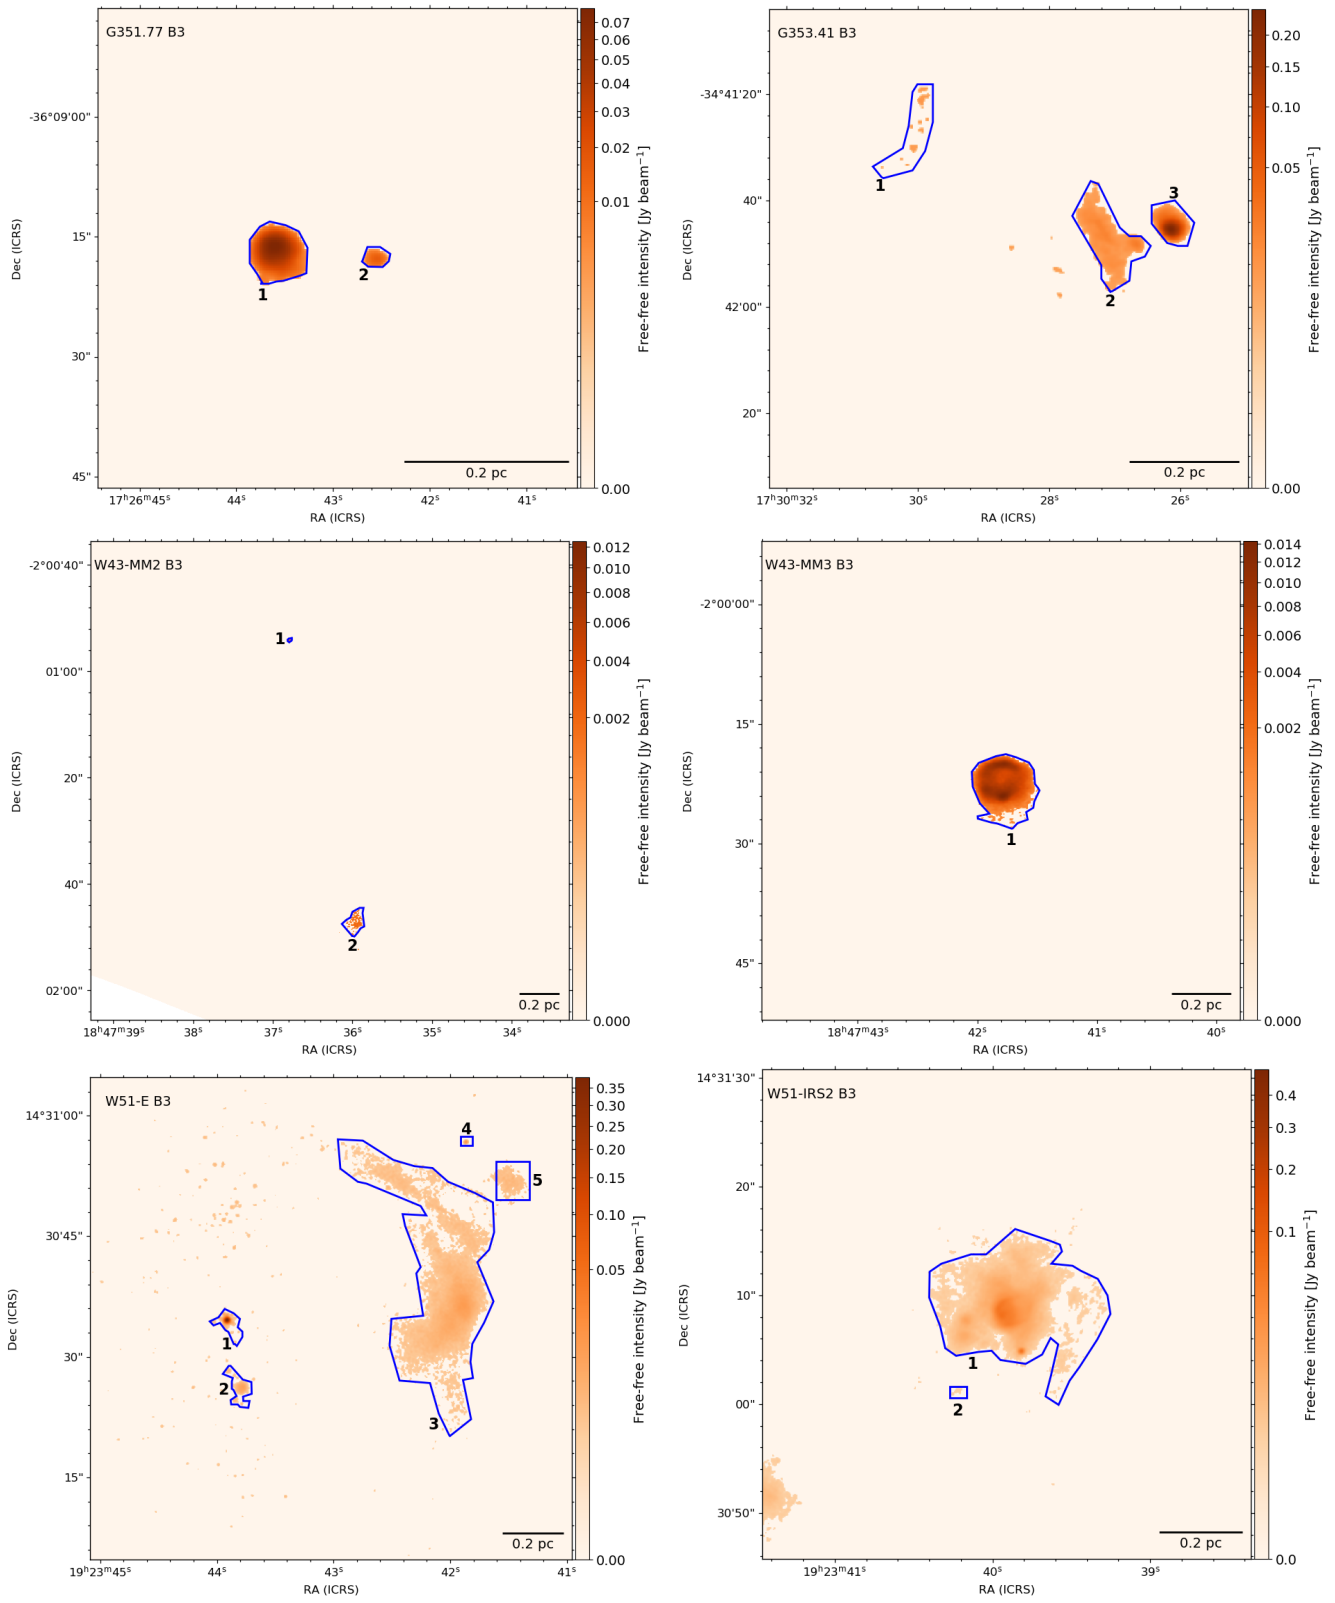 G351.77 B3
-36°09'00"
15"
30"
45"
17ʰ26ᵐ45ˢ 44ˢ 43ˢ 42ˢ 41ˢ
RA (ICRS)
Dec (ICRS)
1
2
0.2 pc
0.07
0.06
0.05
0.04
0.03
0.02
0.01
0.00
Free-free intensity [Jy beam⁻¹]
G353.41 B3
-34°41'20"
40"
42'00"
20"
17ʰ30ᵐ32ˢ 30ˢ 28ˢ 26ˢ
RA (ICRS)
Dec (ICRS)
1
2
3
0.2 pc
0.20
0.15
0.10
0.05
0.00
Free-free intensity [Jy beam⁻¹]
W43-MM2 B3
-2°00'40"
01'00"
20"
40"
02'00"
18ʰ47ᵐ39ˢ 38ˢ 37ˢ 36ˢ 35ˢ 34ˢ
RA (ICRS)
Dec (ICRS)
1
2
0.2 pc
0.012
0.010
0.008
0.006
0.004
0.002
0.000
Free-free intensity [Jy beam⁻¹]
W43-MM3 B3
-2°00'00"
15"
30"
45"
18ʰ47ᵐ43ˢ 42ˢ 41ˢ 40ˢ
RA (ICRS)
Dec (ICRS)
1
0.2 pc
0.014
0.012
0.010
0.008
0.006
0.004
0.002
0.000
Free-free intensity [Jy beam⁻¹]
W51-E B3
14°31'00"
30'45"
30"
15"
19ʰ23ᵐ45ˢ 44ˢ 43ˢ 42ˢ 41ˢ
RA (ICRS)
Dec (ICRS)
4
5
1
2
3
0.2 pc
0.35
0.30
0.25
0.20
0.15
0.10
0.05
0.00
Free-free intensity [Jy beam⁻¹]
W51-IRS2 B3
14°31'30"
20"
10"
00"
30'50"
19ʰ23ᵐ41ˢ 40ˢ 39ˢ
RA (ICRS)
Dec (ICRS)
1
2
0.2 pc
0.4
0.3
0.2
0.1
0.0
Free-free intensity [Jy beam⁻¹]